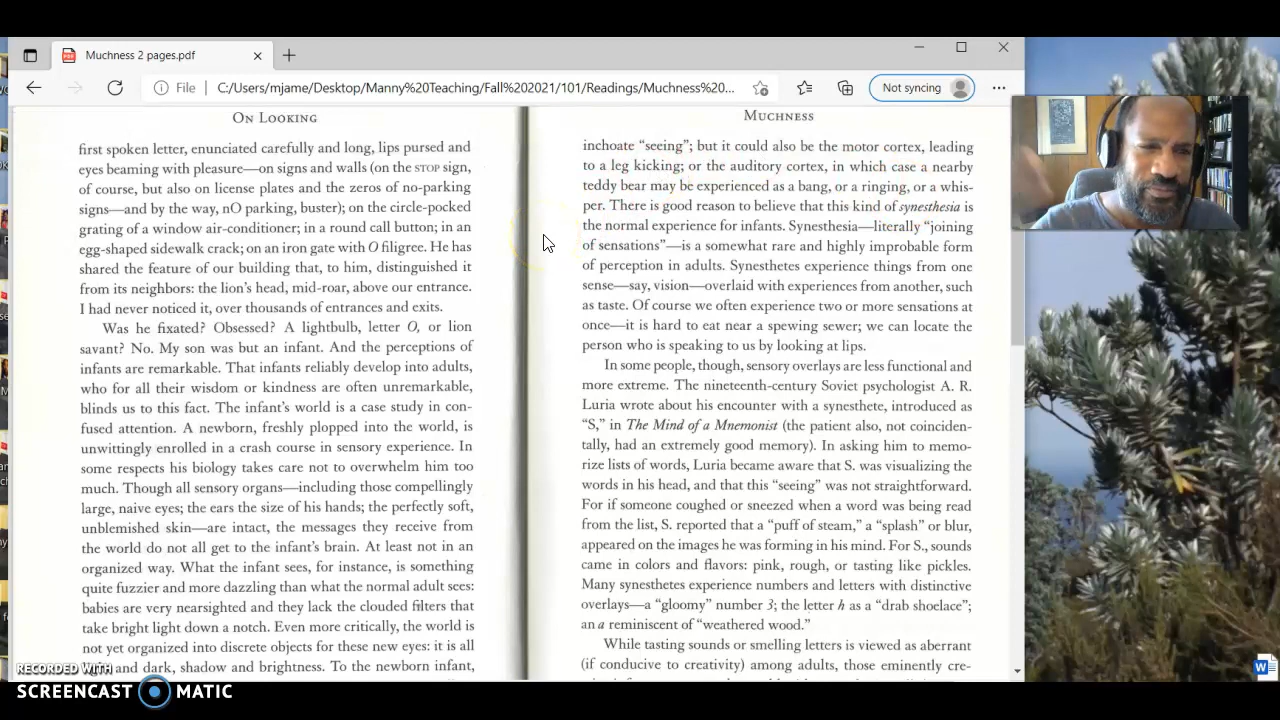 Muchness 2 pages.pdf
File
C:/Users/mjame/Desktop/Manny%20Teaching/Fall%202021/101/Readings/Muchness%20...
Not syncing
ON LOOKING
first spoken letter, enunciated carefully and long, lips pursed and
eyes beaming with pleasure—on signs and walls (on the STOP sign,
of course, but also on license plates and the zeros of no-parking
signs—and by the way, nO parking, buster); on the circle-pocked
grating of a window air-conditioner; in a round call button; in an
egg-shaped sidewalk crack; on an iron gate with O filigree. He has
shared the feature of our building that, to him, distinguished it
from its neighbors: the lion's head, mid-roar, above our entrance.
I had never noticed it, over thousands of entrances and exits.
Was he fixated? Obsessed? A lightbulb, letter O, or lion
savant? No. My son was but an infant. And the perceptions of
infants are remarkable. That infants reliably develop into adults,
who for all their wisdom or kindness are often unremarkable,
blinds us to this fact. The infant's world is a case study in con-
fused attention. A newborn, freshly plopped into the world, is
unwittingly enrolled in a crash course in sensory experience. In
some respects his biology takes care not to overwhelm him too
much. Though all sensory organs—including those compellingly
large, naive eyes; the ears the size of his hands; the perfectly soft,
unblemished skin—are intact, the messages they receive from
the world do not all get to the infant's brain. At least not in an
organized way. What the infant sees, for instance, is something
quite fuzzier and more dazzling than what the normal adult sees:
babies are very nearsighted and they lack the clouded filters that
take bright light down a notch. Even more critically, the world is
not yet organized into discrete objects for these new eyes: it is all
and dark, shadow and brightness. To the newborn infant,
MUCHNESS
inchoate "seeing"; but it could also be the motor cortex, leading
to a leg kicking; or the auditory cortex, in which case a nearby
teddy bear may be experienced as a bang, or a ringing, or a whis-
per. There is good reason to believe that this kind of synesthesia is
the normal experience for infants. Synesthesia—literally "joining
of sensations"—is a somewhat rare and highly improbable form
of perception in adults. Synesthetes experience things from one
sense—say, vision—overlaid with experiences from another, such
as taste. Of course we often experience two or more sensations at
once—it is hard to eat near a spewing sewer; we can locate the
person who is speaking to us by looking at lips.
In some people, though, sensory overlays are less functional and
more extreme. The nineteenth-century Soviet psychologist A. R.
Luria wrote about his encounter with a synesthete, introduced as
"S," in The Mind of a Mnemonist (the patient also, not coinciden-
tally, had an extremely good memory). In asking him to memo-
rize lists of words, Luria became aware that S. was visualizing the
words in his head, and that this "seeing" was not straightforward.
For if someone coughed or sneezed when a word was being read
from the list, S. reported that a "puff of steam," a "splash" or blur,
appeared on the images he was forming in his mind. For S., sounds
came in colors and flavors: pink, rough, or tasting like pickles.
Many synesthetes experience numbers and letters with distinctive
overlays—a "gloomy" number 3; the letter h as a "drab shoelace";
an a reminiscent of "weathered wood."
While tasting sounds or smelling letters is viewed as aberrant
(if conducive to creativity) among adults, those eminently cre-
RECORDED WITH
SCREENCAST MATIC